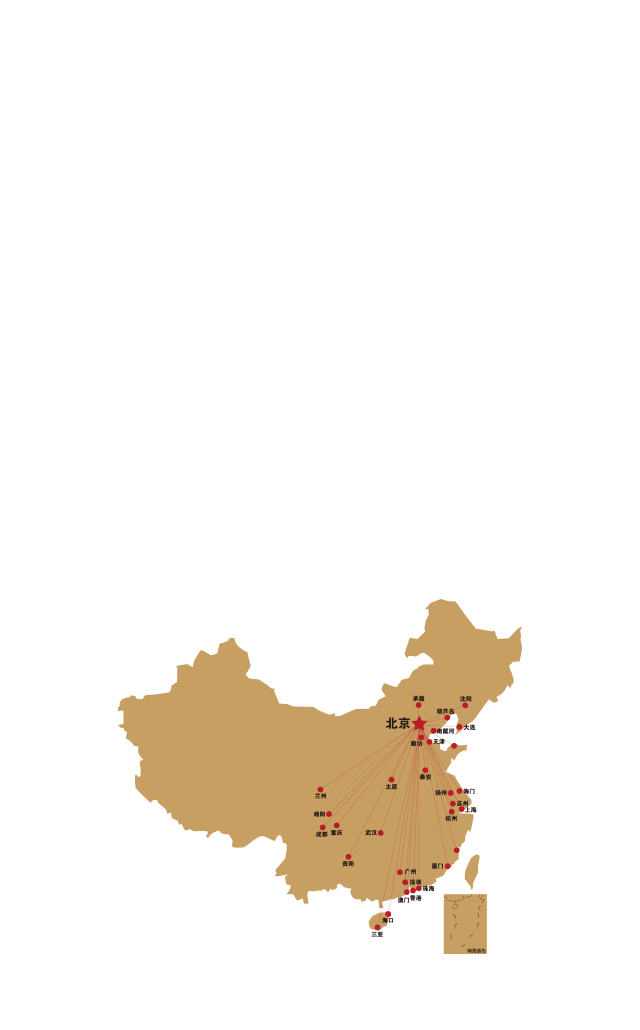 承德
沈阳
葫芦岛
北京
大连
南戴河
天津
廊坊
泰安
太原
兰州
扬州
海门
苏州
上海
绵阳
杭州
成都
重庆
武汉
贵阳
厦门
广州
深圳
珠海
澳门
香港
海口
三亚
南海诸岛